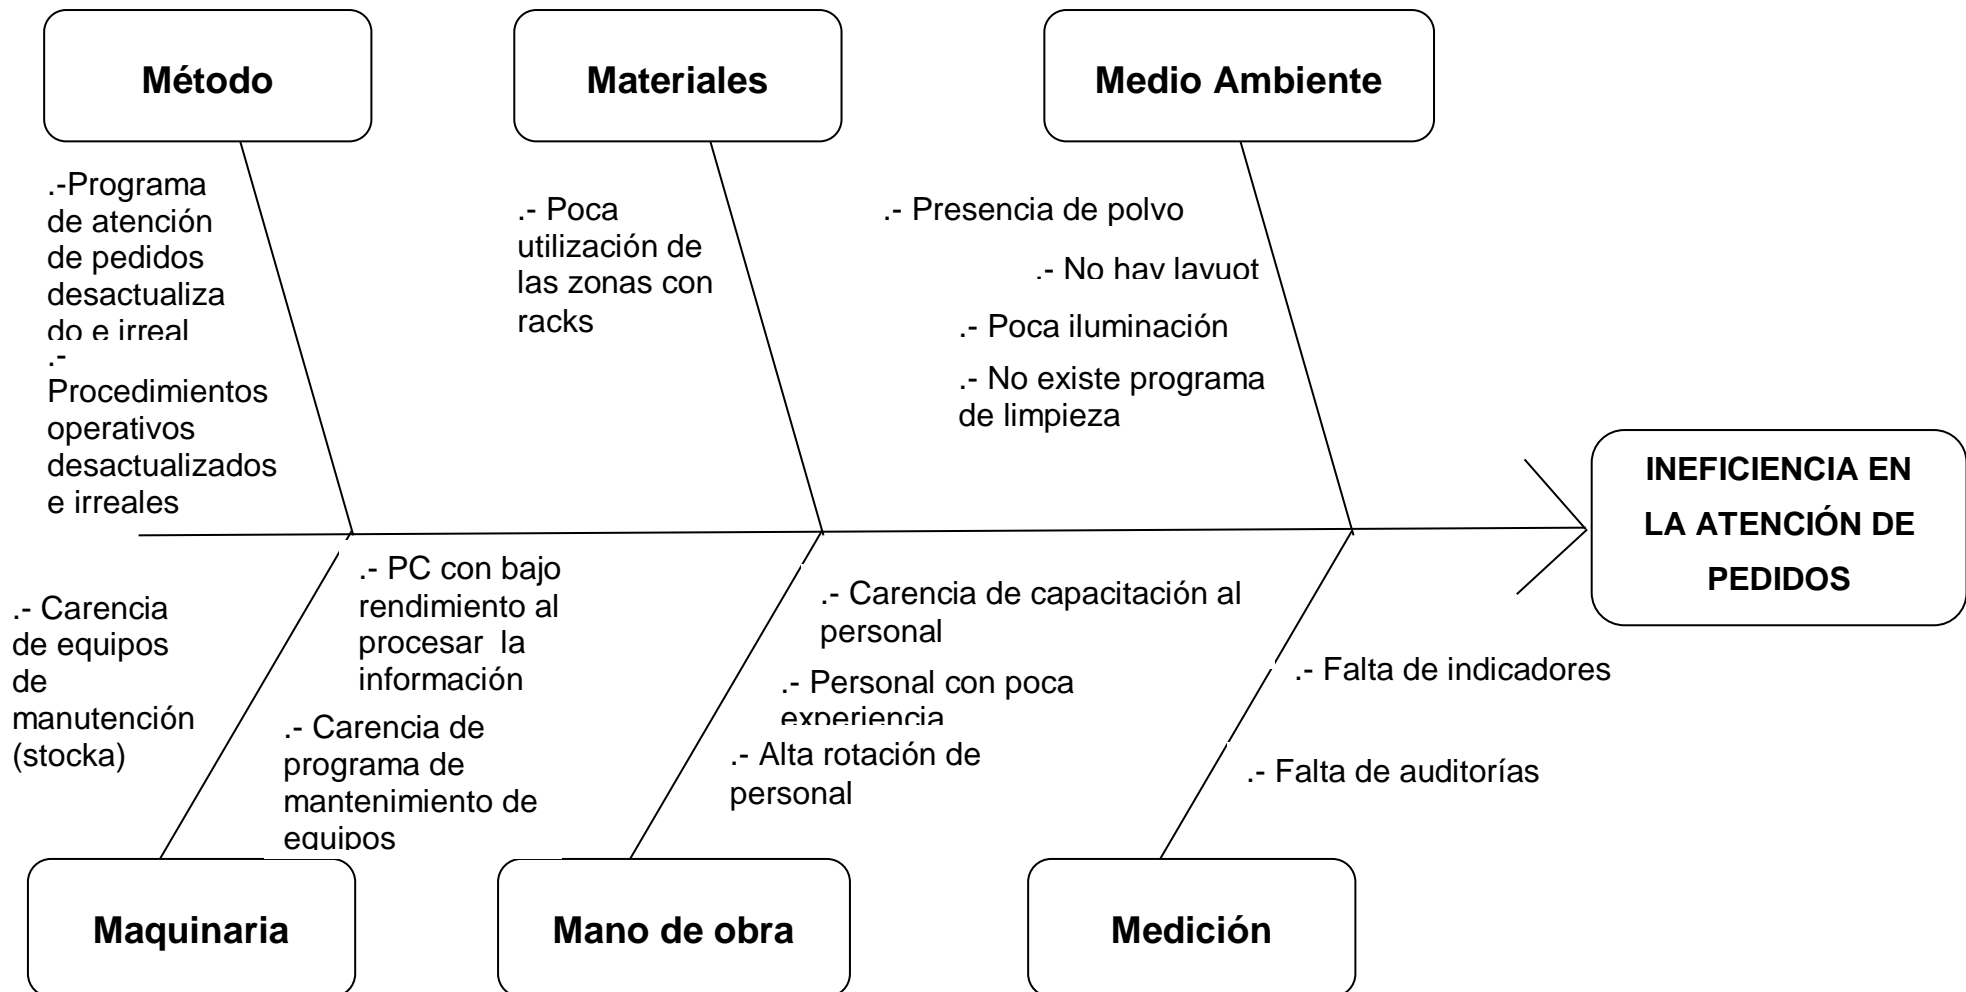 Método
Materiales
Medio Ambiente
.-Programa
de atención
de pedidos
desactualiza
do e irreal
.-
Procedimientos
operativos
desactualizados
e irreales
.- Poca
utilización de
las zonas con
racks
.- Presencia de polvo
.- No hay layuot
.- Poca iluminación
.- No existe programa
de limpieza
INEFICIENCIA EN
LA ATENCIÓN DE
PEDIDOS
.- Carencia
de equipos
de
manutención
(stocka)
.- PC con bajo
rendimiento al
procesar la
información
.- Carencia de
programa de
mantenimiento de
equipos
.- Carencia de capacitación al
personal
.- Personal con poca
experiencia
.- Alta rotación de
personal
.- Falta de indicadores
.- Falta de auditorías
Maquinaria
Mano de obra
Medición